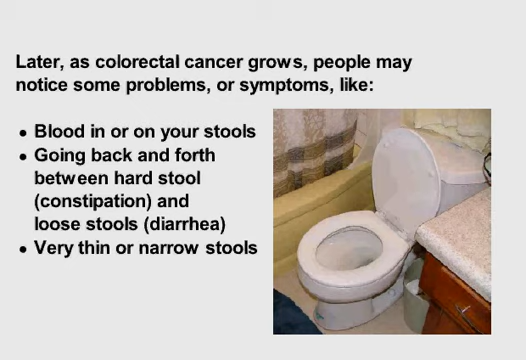 Later, as colorectal cancer grows, people may
notice some problems, or symptoms, like:
• Blood in or on your stools
• Going back and forth
between hard stool
(constipation) and
loose stools (diarrhea)
• Very thin or narrow stools